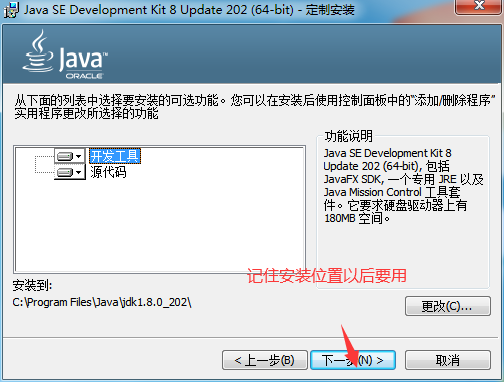 Java SE Development Kit 8 Update 202 (64-bit) - 定制安装
Java™
ORACLE
从下面的列表中选择要安装的可选功能。您可以在安装后使用控制面板中的“添加/删除程序”
实用程序更改所选择的功能
开发工具
源代码
功能说明
Java SE Development Kit 8
Update 202 (64-bit), 包括
JavaFX SDK, 一个专用 JRE 以及
Java Mission Control 工具套
件。它要求硬盘驱动器上有
180MB 空间。
记住安装位置以后要用
安装到:
C:\Program Files\Java\jdk1.8.0_202\
更改(C)...
< 上一步(B)
下一步(N) >
取消